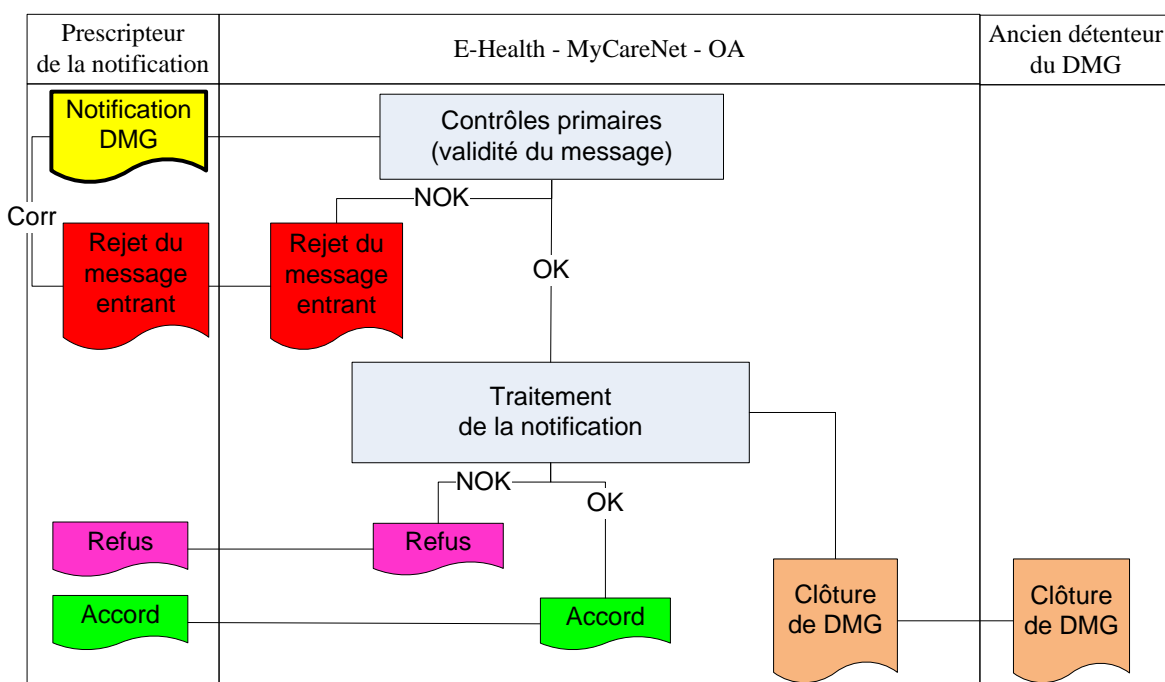 Prescripteur
de la notification
E-Health - MyCareNet - OA
Ancien détenteur
du DMG
Notification
DMG
Contrôles primaires
(validité du message)
NOK
Corr
Rejet du
message
entrant
Rejet du
message
entrant
OK
Traitement
de la notification
NOK
OK
Refus
Refus
Accord
Accord
Clôture
de DMG
Clôture
de DMG